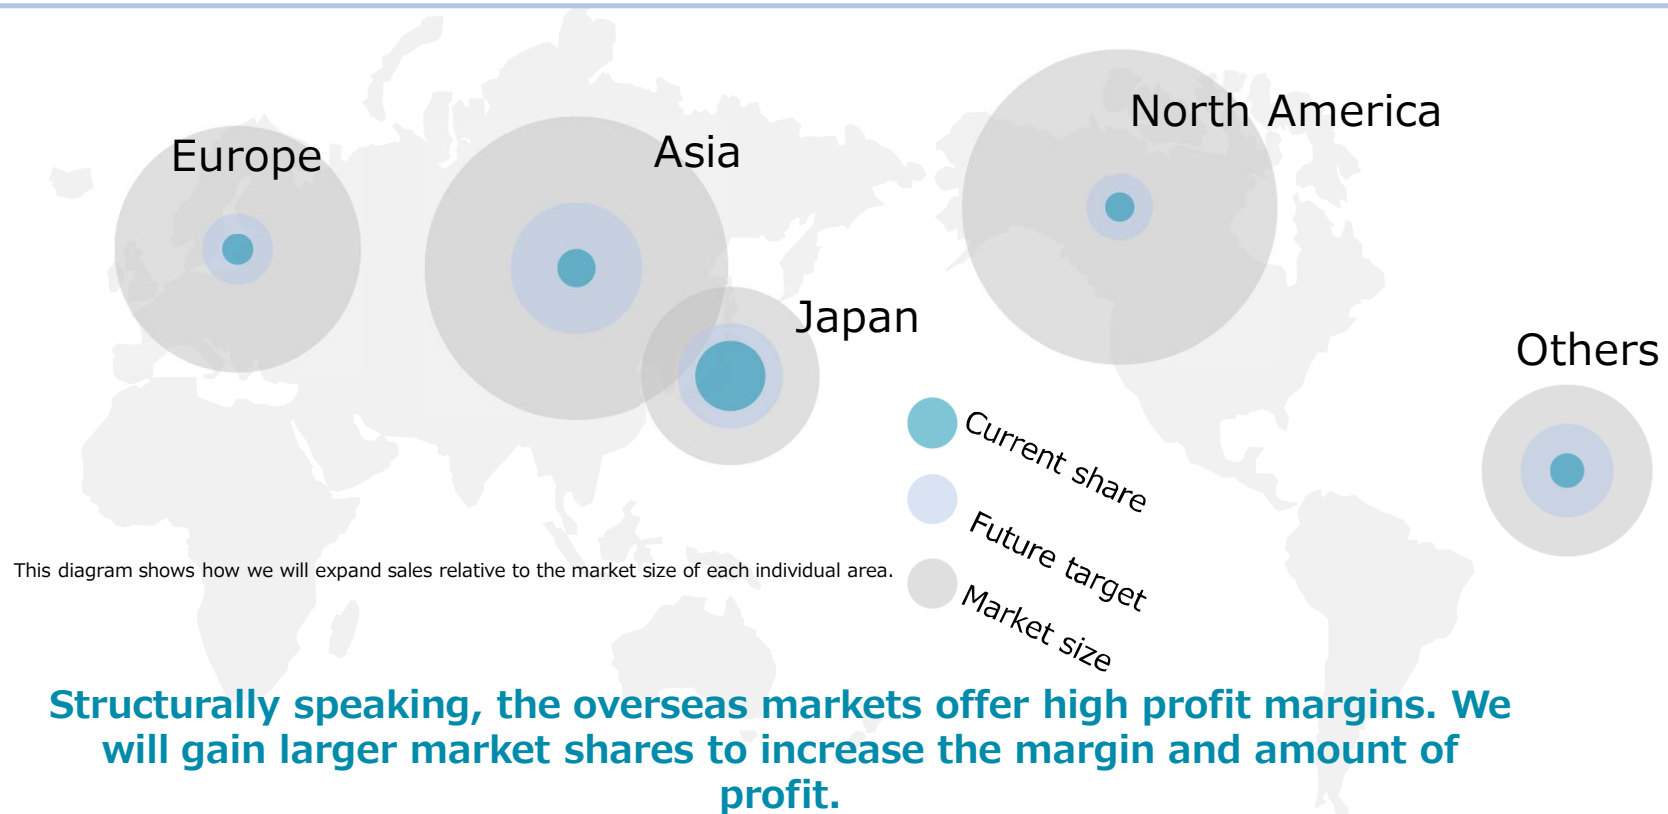 North America
Europe
Asia
Japan
Others
Current share
Future target
Market size
This diagram shows how we will expand sales relative to the market size of each individual area.
Structurally speaking, the overseas markets offer high profit margins. We
will gain larger market shares to increase the margin and amount of
profit.